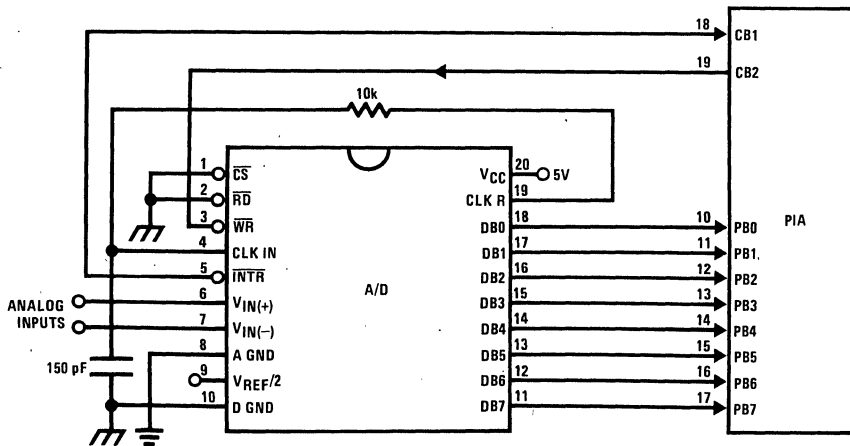 18
CB1
19
CB2
PIA
10k
1
CS
2
RD
3
WR
4
CLK IN
5
INTR
6
VIN(+)
7
VIN(−)
8
A GND
9
VREF/2
10
D GND
ANALOG
INPUTS
150 pF
A/D
20
VCC
5V
19
CLK R
18
DB0
17
DB1
16
DB2
15
DB3
14
DB4
13
DB5
12
DB6
11
DB7
10
PB0
11
PB1
12
PB2
13
PB3
14
PB4
15
PB5
16
PB6
17
PB7